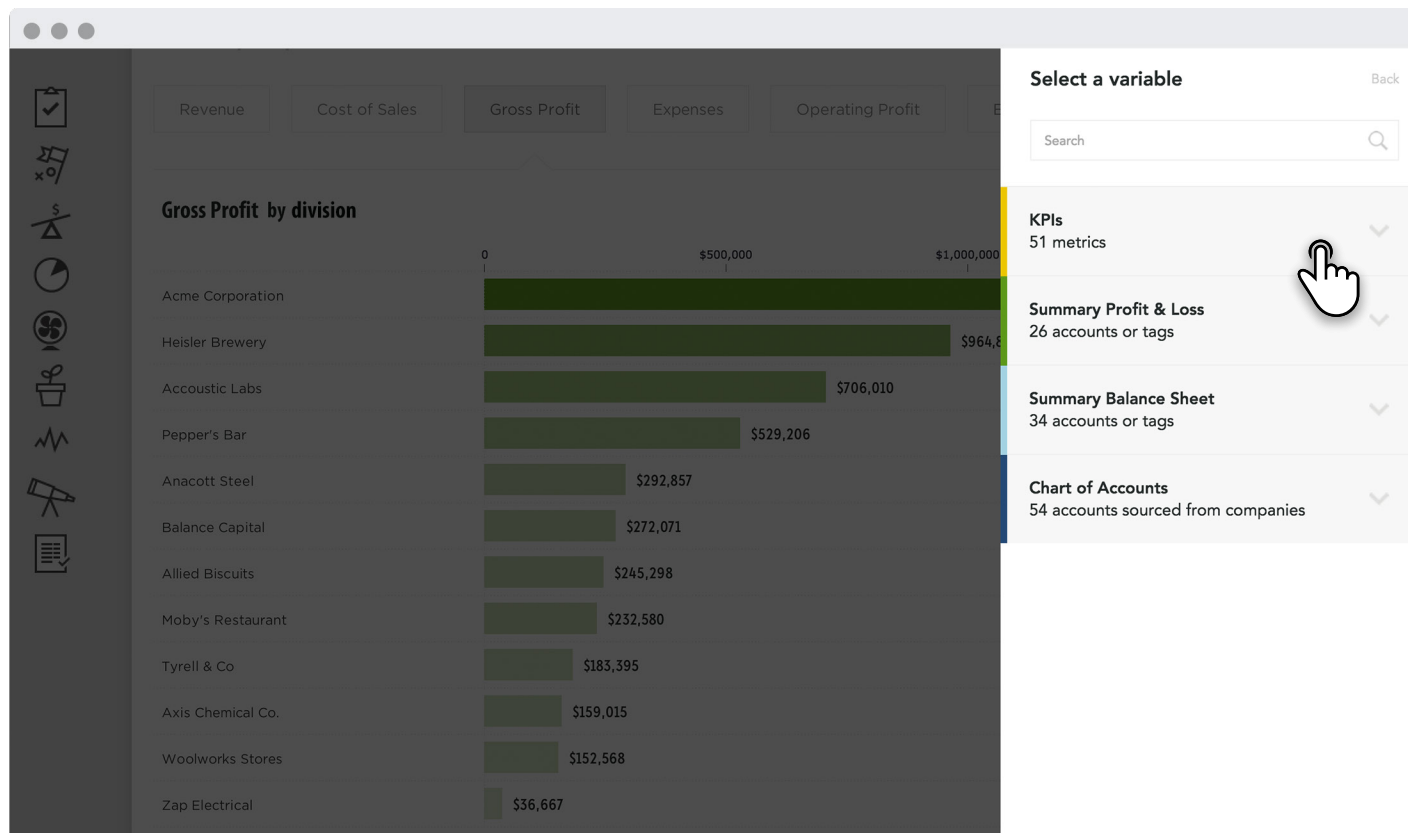 Revenue
Cost of Sales
Gross Profit
Expenses
Operating Profit
Gross Profit by division
0
$500,000
$1,000,000
Acme Corporation
Heisler Brewery
$964,8
Accoustic Labs
$706,010
Pepper's Bar
$529,206
Anacott Steel
$292,857
Balance Capital
$272,071
Allied Biscuits
$245,298
Moby's Restaurant
$232,580
Tyrell & Co
$183,395
Axis Chemical Co.
$159,015
Woolworks Stores
$152,568
Zap Electrical
$36,667
Select a variable
Back
Search
KPIs
51 metrics
Summary Profit & Loss
26 accounts or tags
Summary Balance Sheet
34 accounts or tags
Chart of Accounts
54 accounts sourced from companies